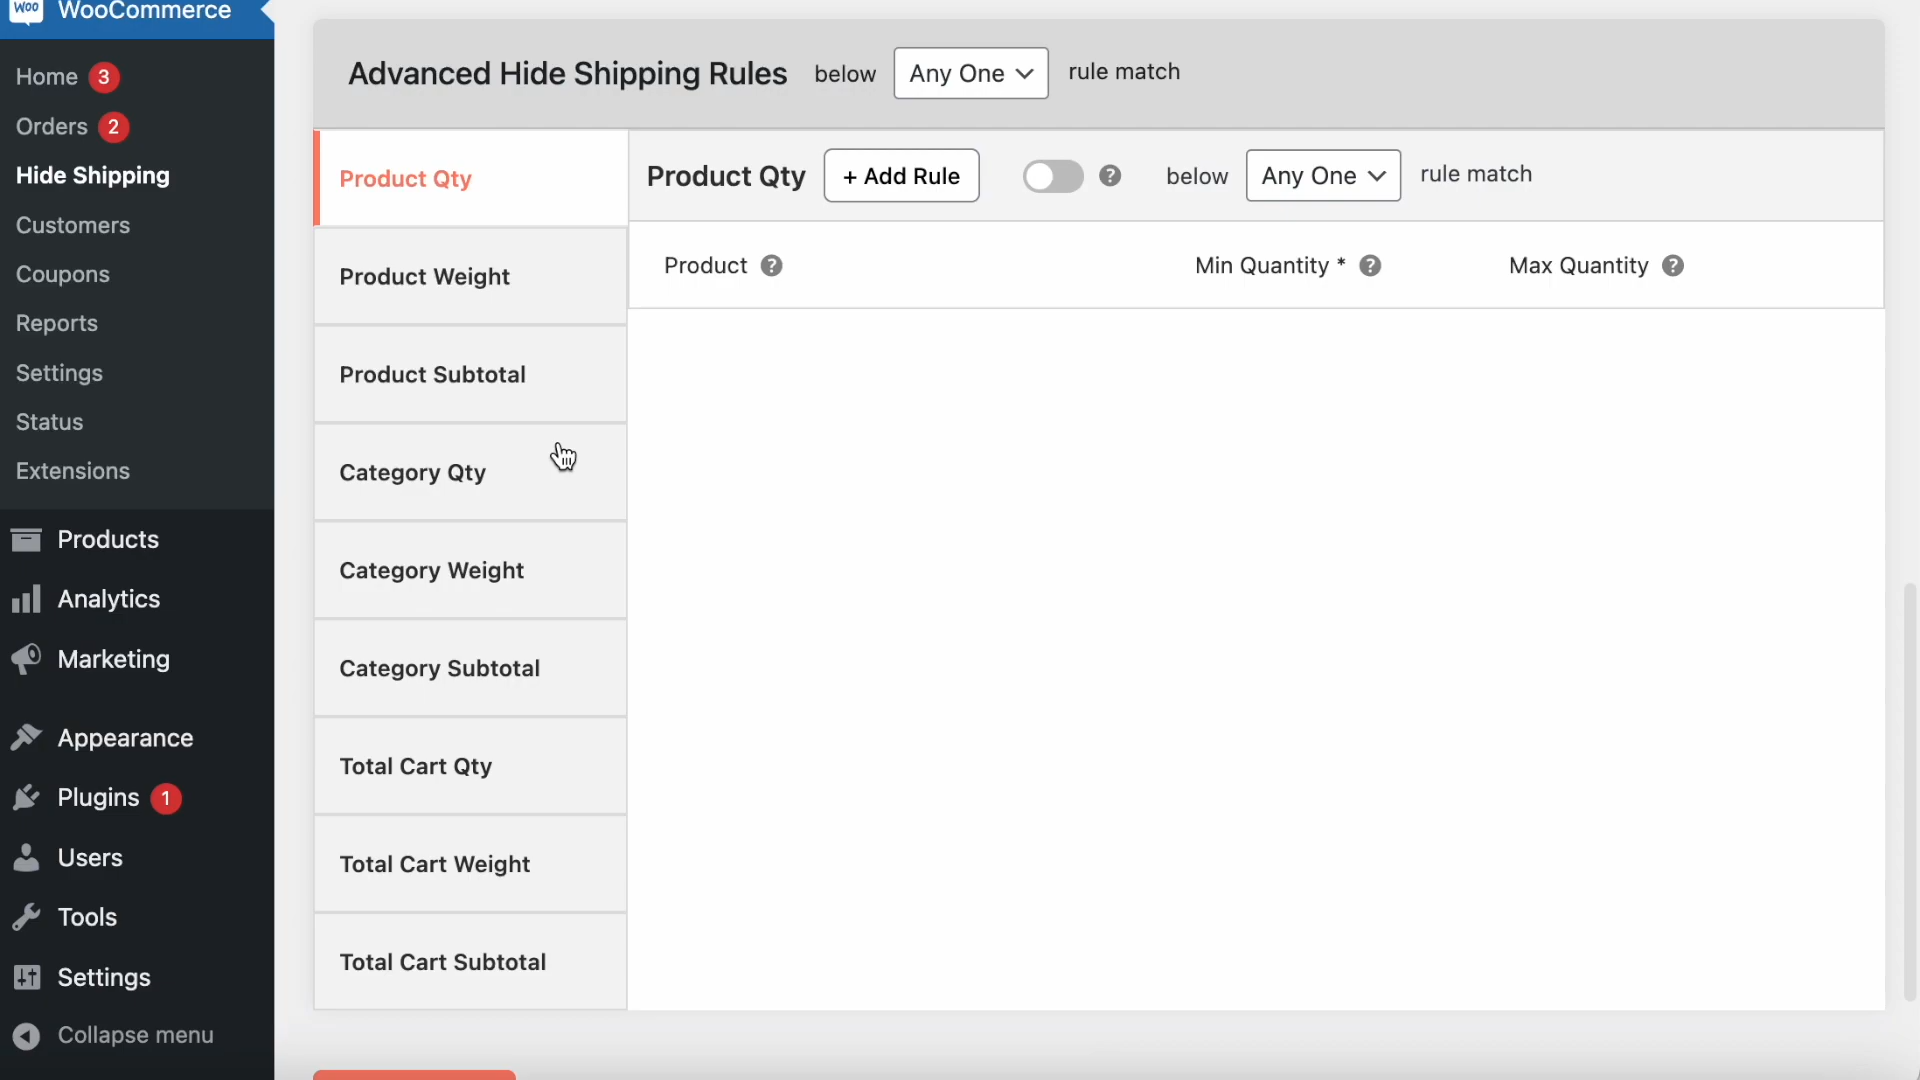 WOO WooCommerce
Home 3
Orders 2
Hide Shipping
Customers
Coupons
Reports
Settings
Status
Extensions
Products
Analytics
Marketing
Appearance
Plugins 1
Users
Tools
Settings
Collapse menu
Advanced Hide Shipping Rules below Any One rule match
Product Qty
Product Weight
Product Subtotal
Category Qty
Category Weight
Category Subtotal
Total Cart Qty
Total Cart Weight
Total Cart Subtotal
Product Qty + Add Rule ? below Any One rule match
Product ? Min Quantity * ? Max Quantity ?